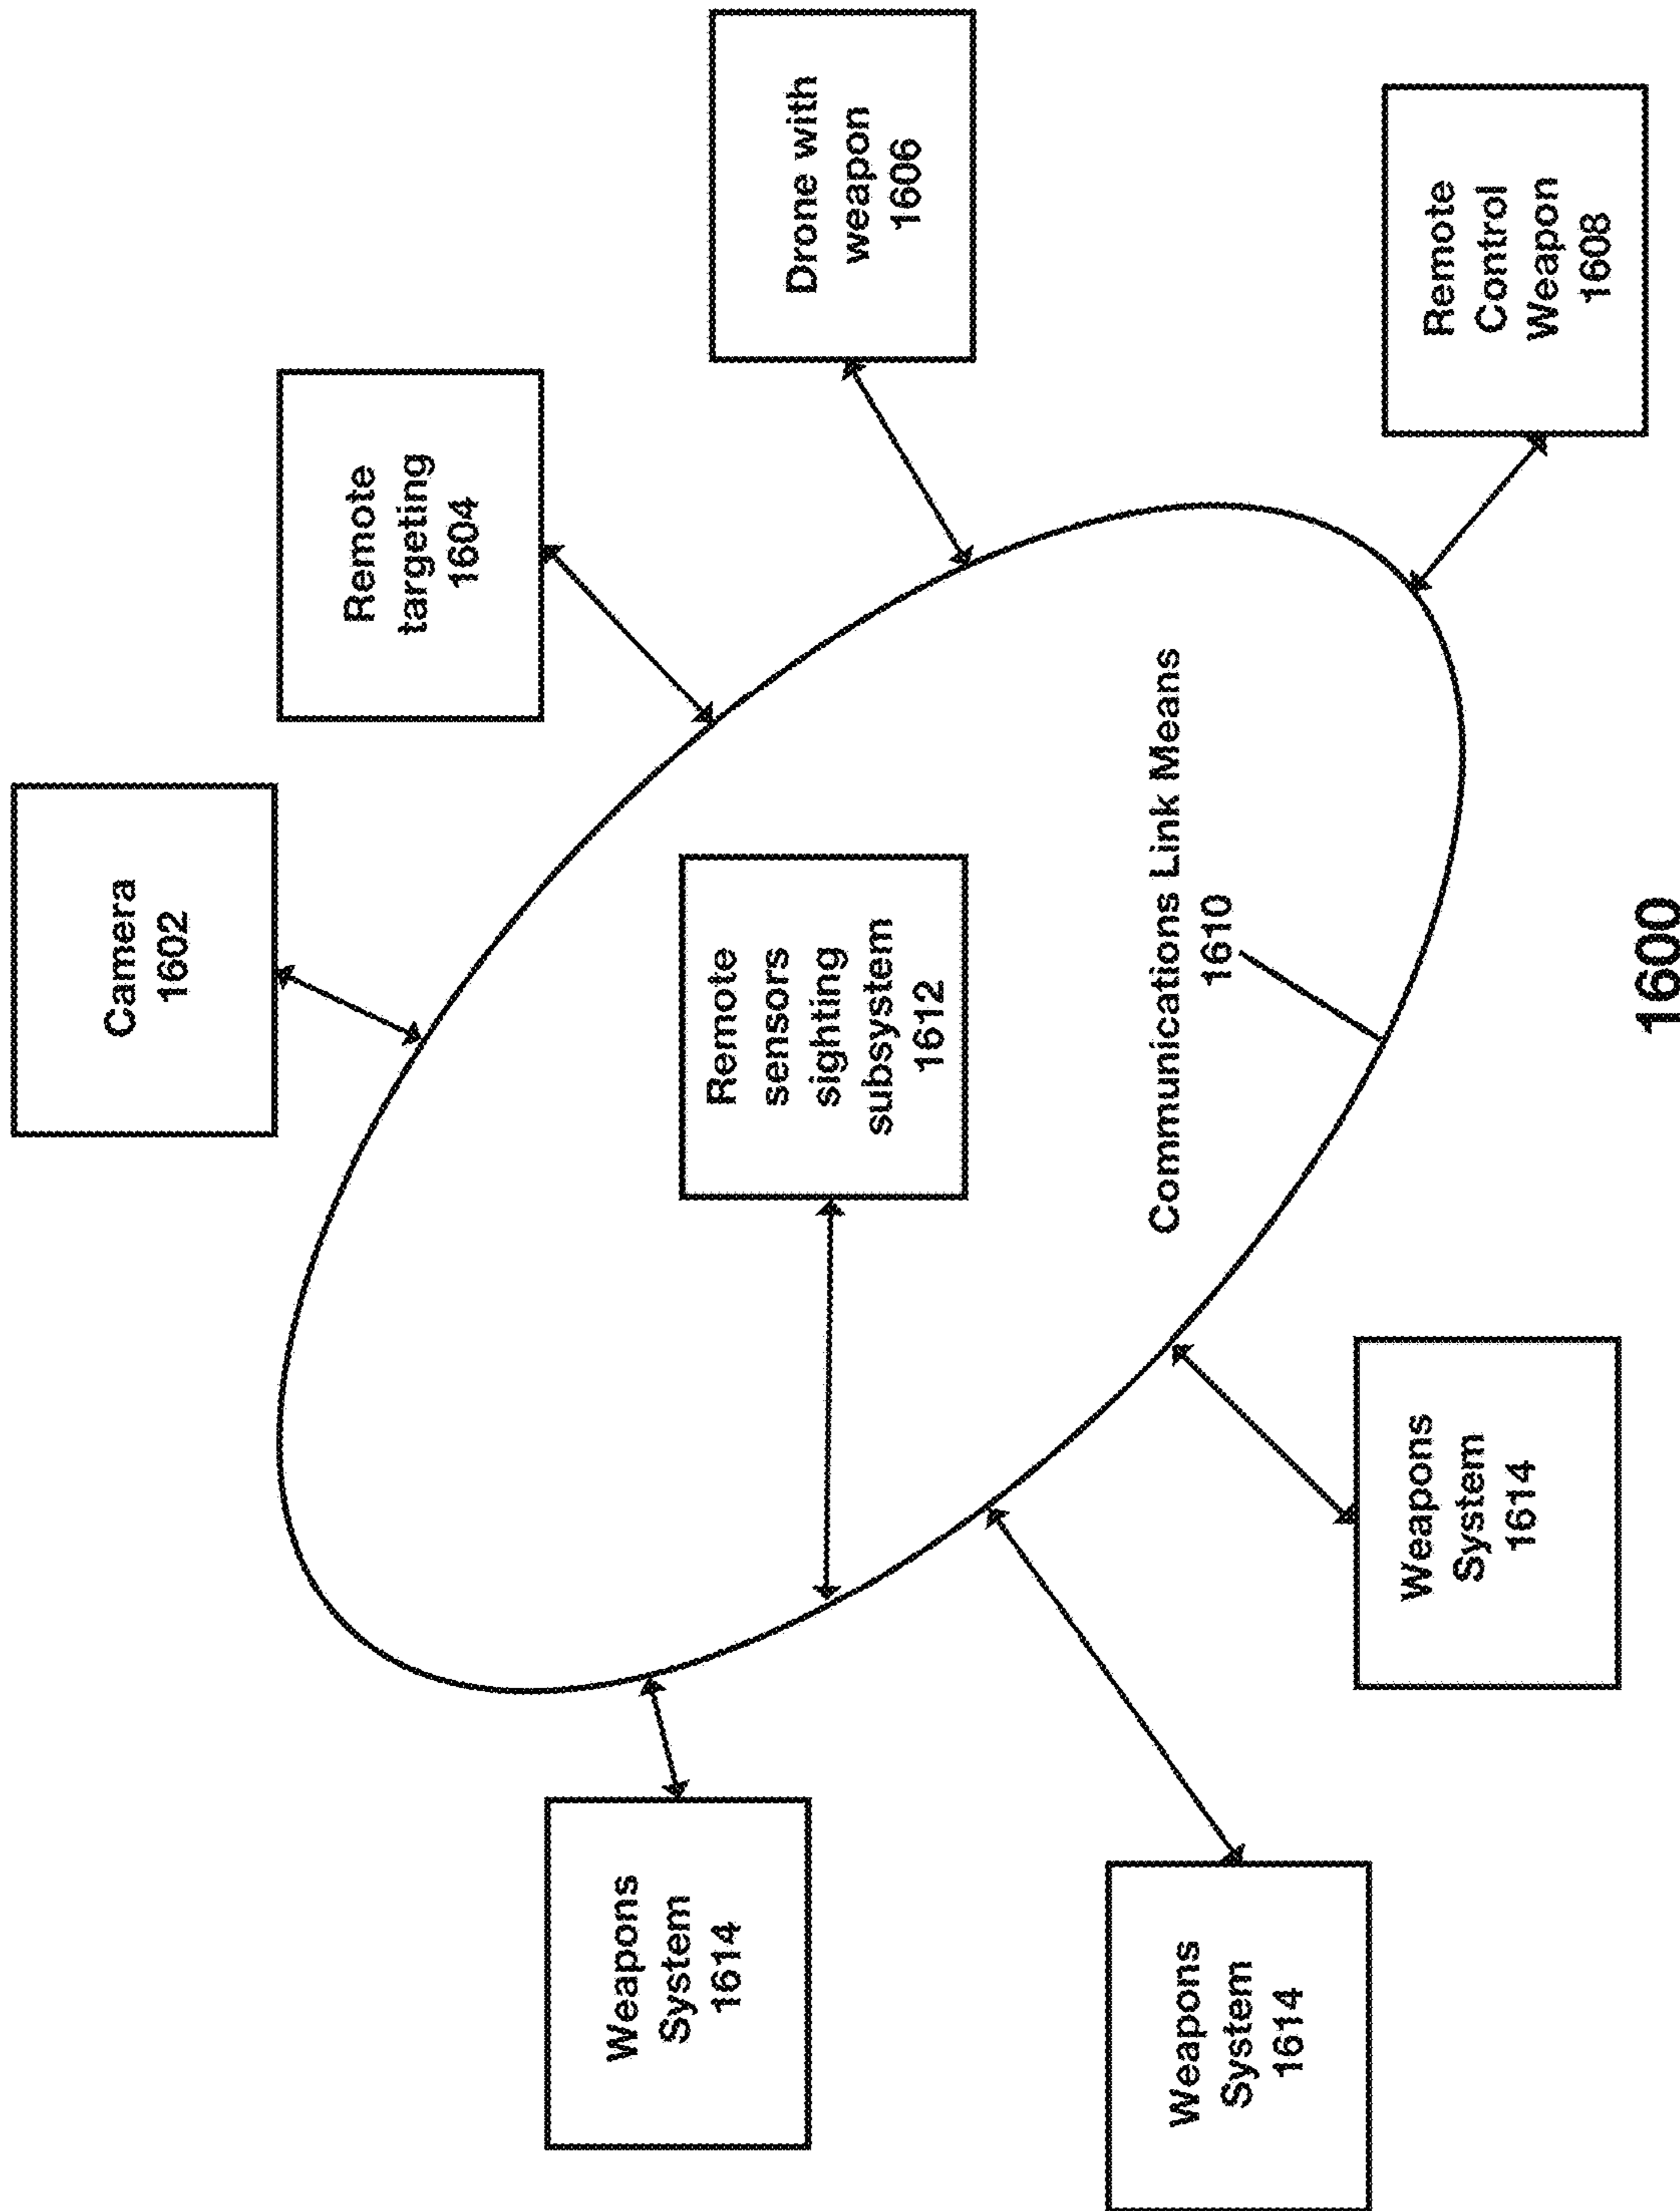 Camera
1602
Remote
targeting
1604
Weapons
System
1614
Remote
sensors
sighting
subsystem
1612
Drone with
weapon
1606
Weapons
System
1614
Communications Link Means
1610
Weapons
System
1614
Remote
Control
Weapon
1608
1600